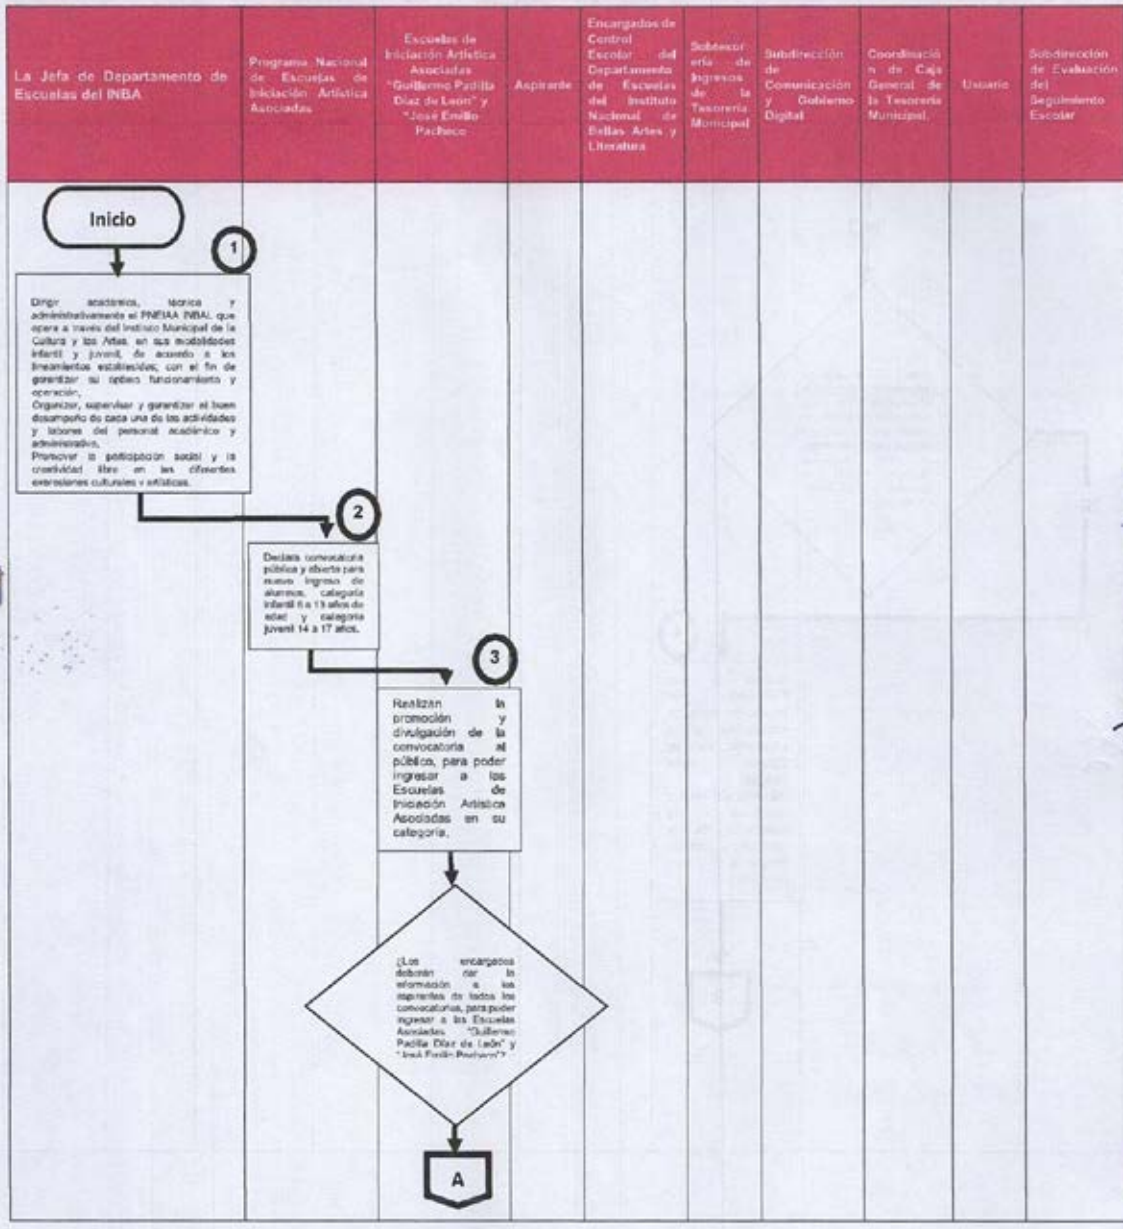 La Jefa de Departamento de
Escuelas del INBA
Programa Nacional
de Escuelas de
Iniciación Artística
Asociadas
Escuelas de
Iniciación Artística
Asociadas
"Guillermo Padilla
Díaz de León" y
"José Emilio
Pacheco
Aspirante
Encargados de
Control
Escolar del
Departamento
de Escuelas
del Instituto
Nacional de
Bellas Artes y
Literatura
Subtesor
ería de
Ingresos
de la
Tesorería
Municipal
Subdirección
de
Comunicación
y Gobierno
Digital
Coordinació
n de Caja
General de
la Tesorería
Municipal.
Usuario
Subdirección
de Evaluación
del
Seguimiento
Escolar
Inicio
1
Dirigir académica, técnica y
administrativamente el PNEIAA INBAL que
opera a través del Instituto Municipal de la
Cultura y las Artes, en sus modalidades
infantil y juvenil, de acuerdo a los
lineamientos establecidos; con el fin de
garantizar su óptimo funcionamiento y
operación.
Organizar, supervisar y garantizar el buen
desempeño de cada una de las actividades
y labores del personal académico y
administrativo.
Promover la participación social y la
creatividad libre en las diferentes
expresiones culturales y artísticas.
2
Declara convocatoria
pública y abierta para
nuevo ingreso de
alumnos, categoría
infantil 6 a 13 años de
edad y categoría
juvenil 14 a 17 años.
3
Realizan la
promoción y
divulgación de la
convocatoria al
público, para poder
ingresar a las
Escuelas de
Iniciación Artística
Asociadas en su
categoría.
¿Los encargados
deberán dar la
información a los
aspirantes de todos los
convocatorias, para poder
ingresar a las Escuelas
Asociadas "Guillermo
Padilla Díaz de León" y
"José Emilio Pacheco"?
A